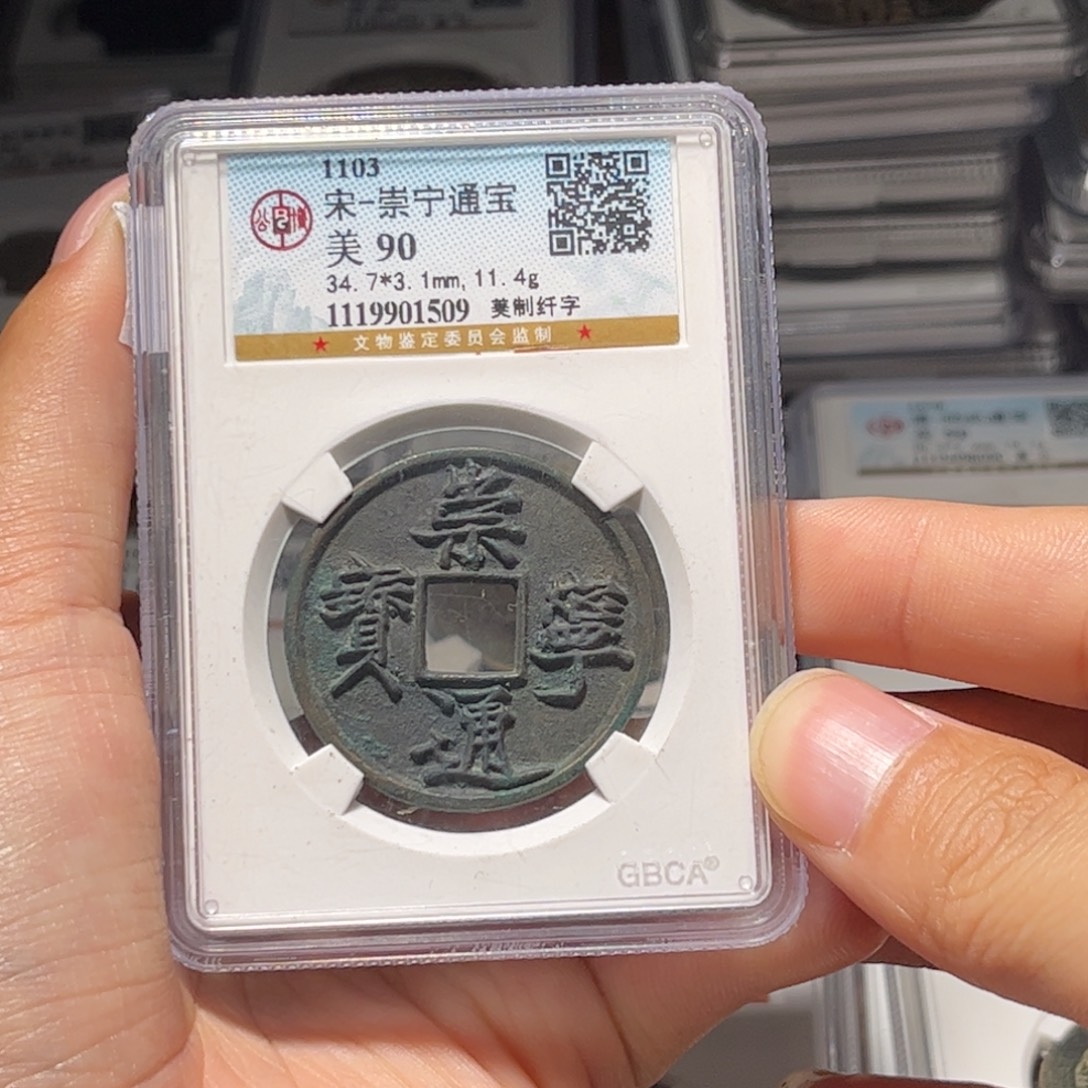 1103
宋-崇宁通宝
美 90
34.7*3.1mm, 11.4g
1119901509 美制纤字
★ 文物鉴定委员会监制 ★
崇
寧
通
寶
GBCA®